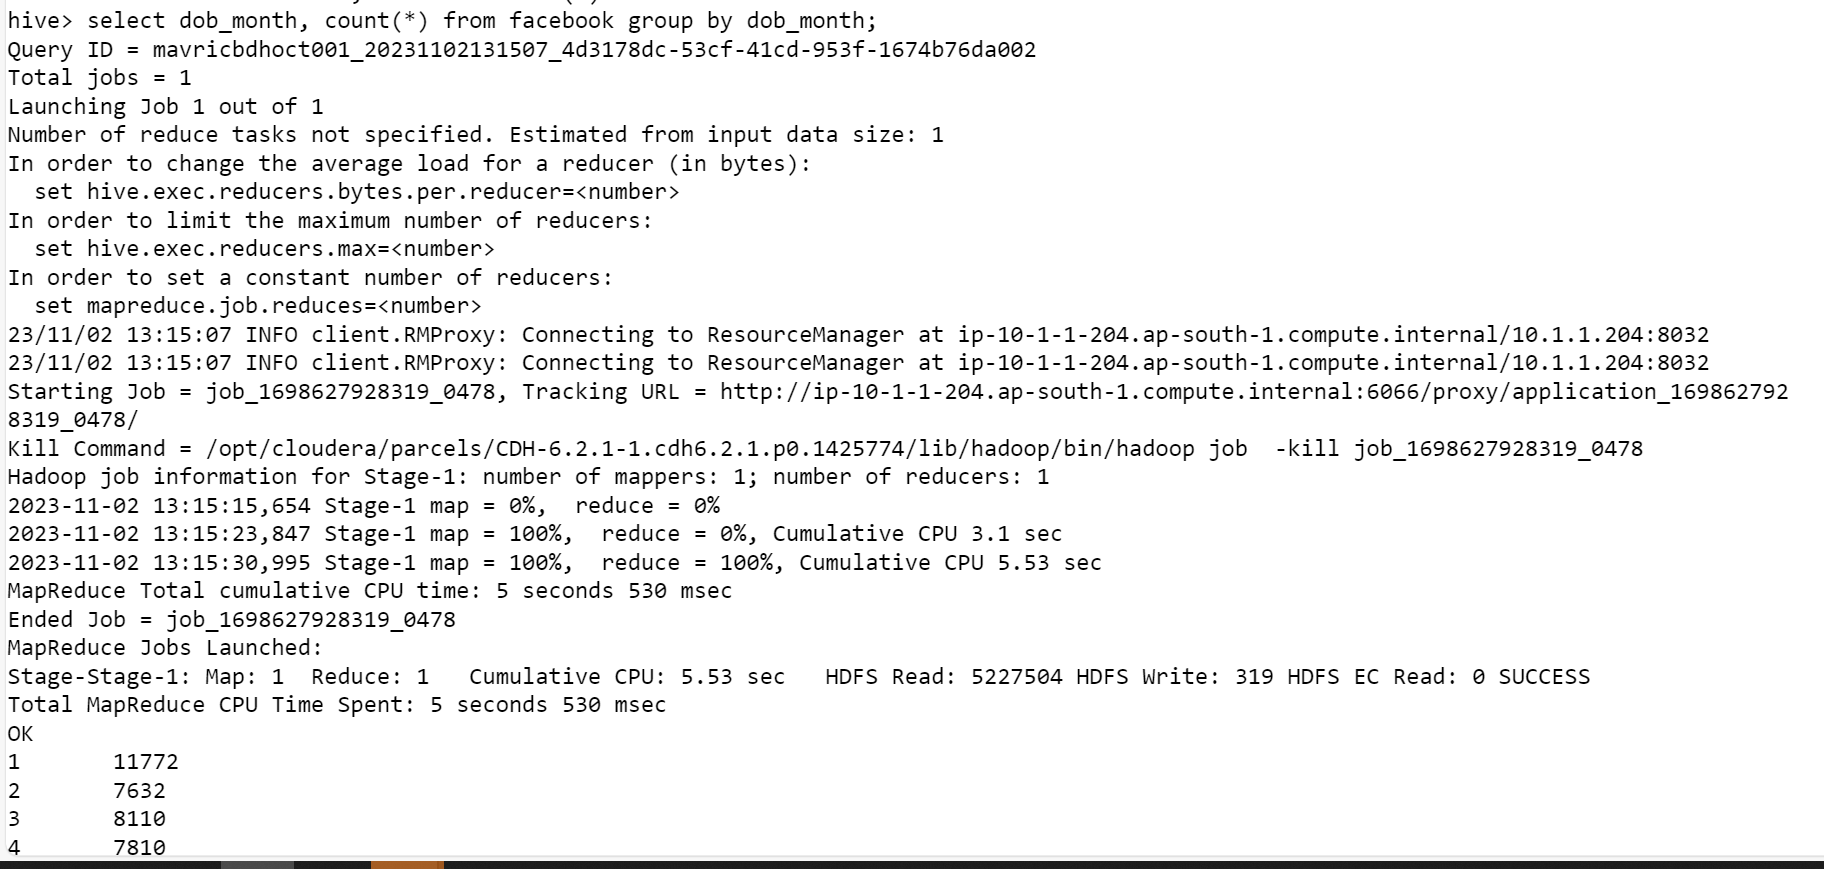 hive> select dob_month, count(*) from facebook group by dob_month;
Query ID = mavricbdhoct001_20231102131507_4d3178dc-53cf-41cd-953f-1674b76da002
Total jobs = 1
Launching Job 1 out of 1
Number of reduce tasks not specified. Estimated from input data size: 1
In order to change the average load for a reducer (in bytes):
  set hive.exec.reducers.bytes.per.reducer=<number>
In order to limit the maximum number of reducers:
  set hive.exec.reducers.max=<number>
In order to set a constant number of reducers:
  set mapreduce.job.reduces=<number>
23/11/02 13:15:07 INFO client.RMProxy: Connecting to ResourceManager at ip-10-1-1-204.ap-south-1.compute.internal/10.1.1.204:8032
23/11/02 13:15:07 INFO client.RMProxy: Connecting to ResourceManager at ip-10-1-1-204.ap-south-1.compute.internal/10.1.1.204:8032
Starting Job = job_1698627928319_0478, Tracking URL = http://ip-10-1-1-204.ap-south-1.compute.internal:6066/proxy/application_169862792
8319_0478/
Kill Command = /opt/cloudera/parcels/CDH-6.2.1-1.cdh6.2.1.p0.1425774/lib/hadoop/bin/hadoop job  -kill job_1698627928319_0478
Hadoop job information for Stage-1: number of mappers: 1; number of reducers: 1
2023-11-02 13:15:15,654 Stage-1 map = 0%,  reduce = 0%
2023-11-02 13:15:23,847 Stage-1 map = 100%,  reduce = 0%, Cumulative CPU 3.1 sec
2023-11-02 13:15:30,995 Stage-1 map = 100%,  reduce = 100%, Cumulative CPU 5.53 sec
MapReduce Total cumulative CPU time: 5 seconds 530 msec
Ended Job = job_1698627928319_0478
MapReduce Jobs Launched:
Stage-Stage-1: Map: 1  Reduce: 1   Cumulative CPU: 5.53 sec   HDFS Read: 5227504 HDFS Write: 319 HDFS EC Read: 0 SUCCESS
Total MapReduce CPU Time Spent: 5 seconds 530 msec
OK
1       11772
2       7632
3       8110
4       7810